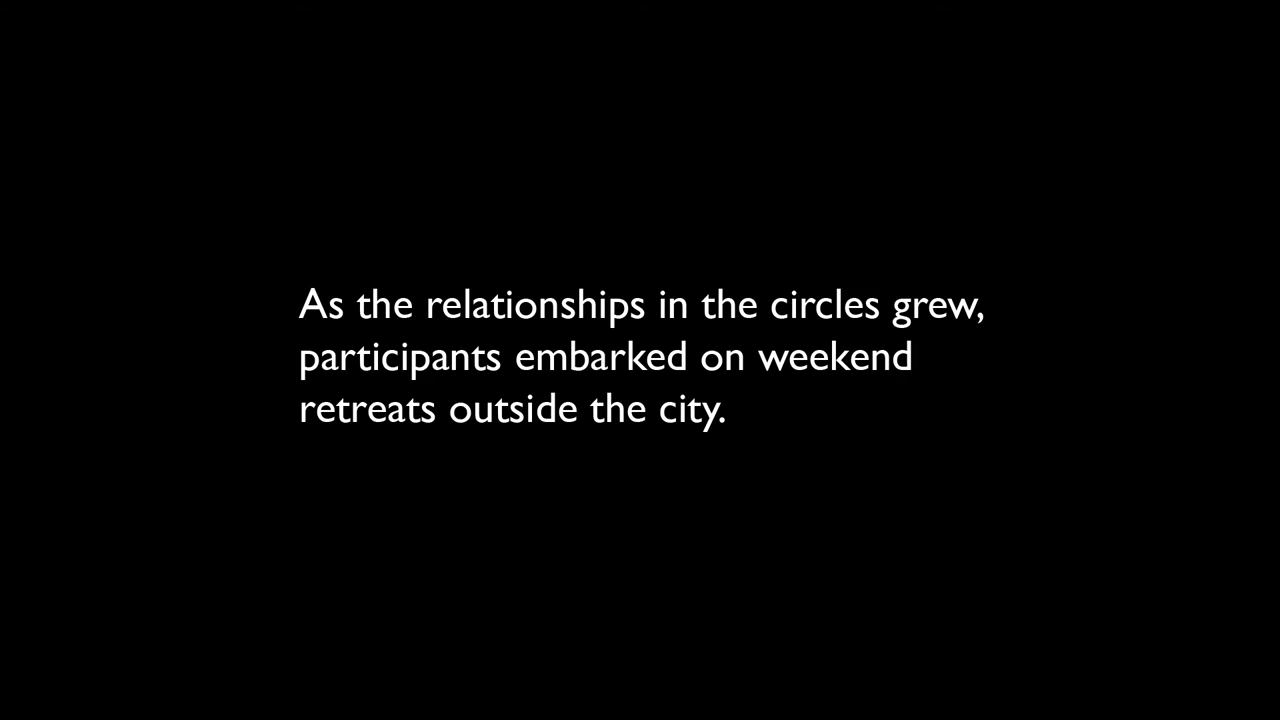 As the relationships in the circles grew,
participants embarked on weekend
retreats outside the city.